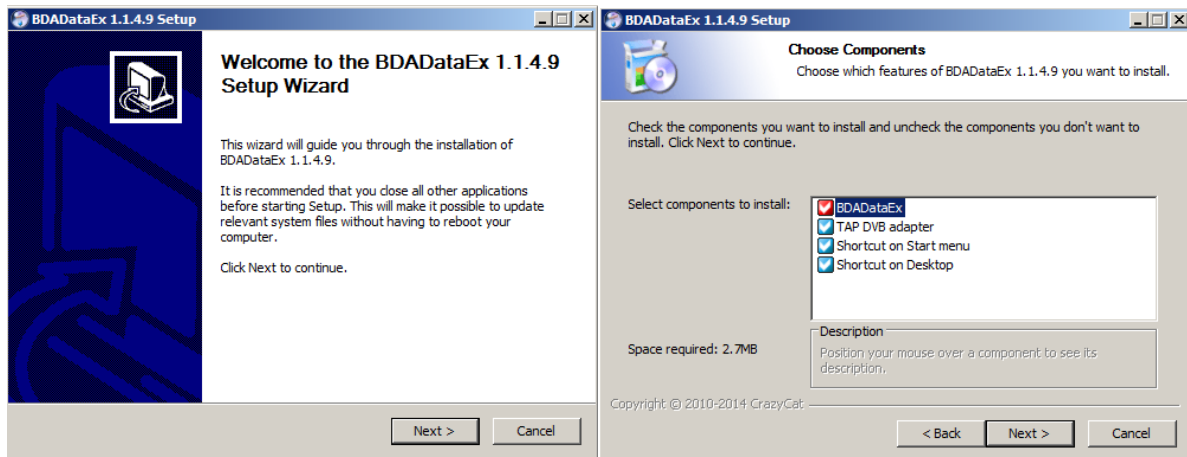 BDADataEx 1.1.4.9 Setup
Welcome to the BDADataEx 1.1.4.9
Setup Wizard
This wizard will guide you through the installation of
BDADataEx 1.1.4.9.
It is recommended that you close all other applications
before starting Setup. This will make it possible to update
relevant system files without having to reboot your
computer.
Click Next to continue.
Next >
Cancel
BDADataEx 1.1.4.9 Setup
Choose Components
Choose which features of BDADataEx 1.1.4.9 you want to install.
Check the components you want to install and uncheck the components you don't want to
install. Click Next to continue.
Select components to install:
BDADataEx
TAP DVB adapter
Shortcut on Start menu
Shortcut on Desktop
Space required: 2.7MB
Description
Position your mouse over a component to see its
description.
Copyright © 2010-2014 CrazyCat
< Back
Next >
Cancel